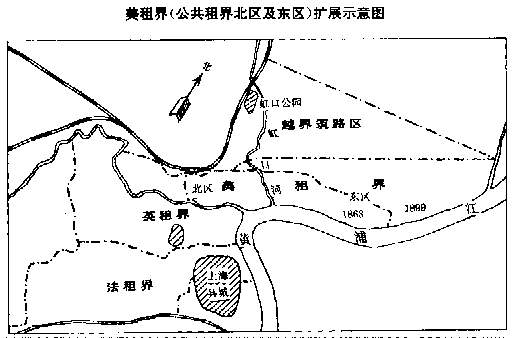 美租界(公共租界北区及东区)扩展示意图
北
虹口公园
虹
越界筑路区
口
北区
美
河
租
界
东区
英租界
1863
1899
江
黄
浦
上海
县城
法租界